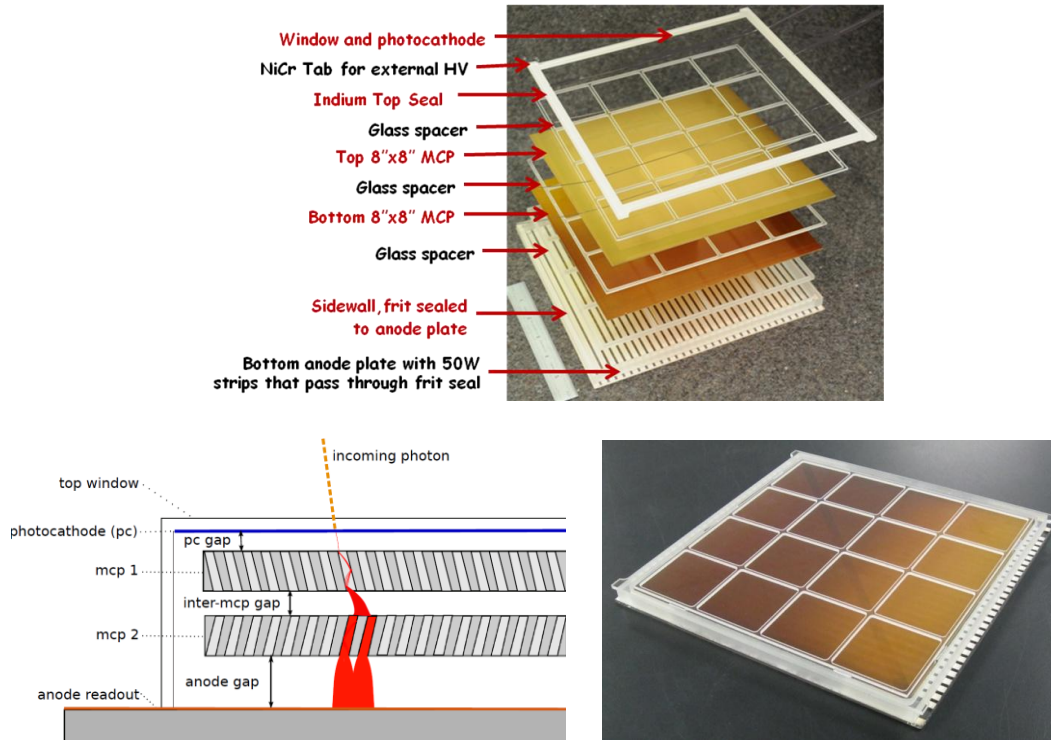 Window and photocathode
NiCr Tab for external HV
Indium Top Seal
Glass spacer
Top 8"x8" MCP
Glass spacer
Bottom 8"x8" MCP
Glass spacer
Sidewall, frit sealed
to anode plate
Bottom anode plate with 50W
strips that pass through frit seal
incoming photon
top window
photocathode (pc)
pc gap
mcp 1
inter-mcp gap
mcp 2
anode gap
anode readout